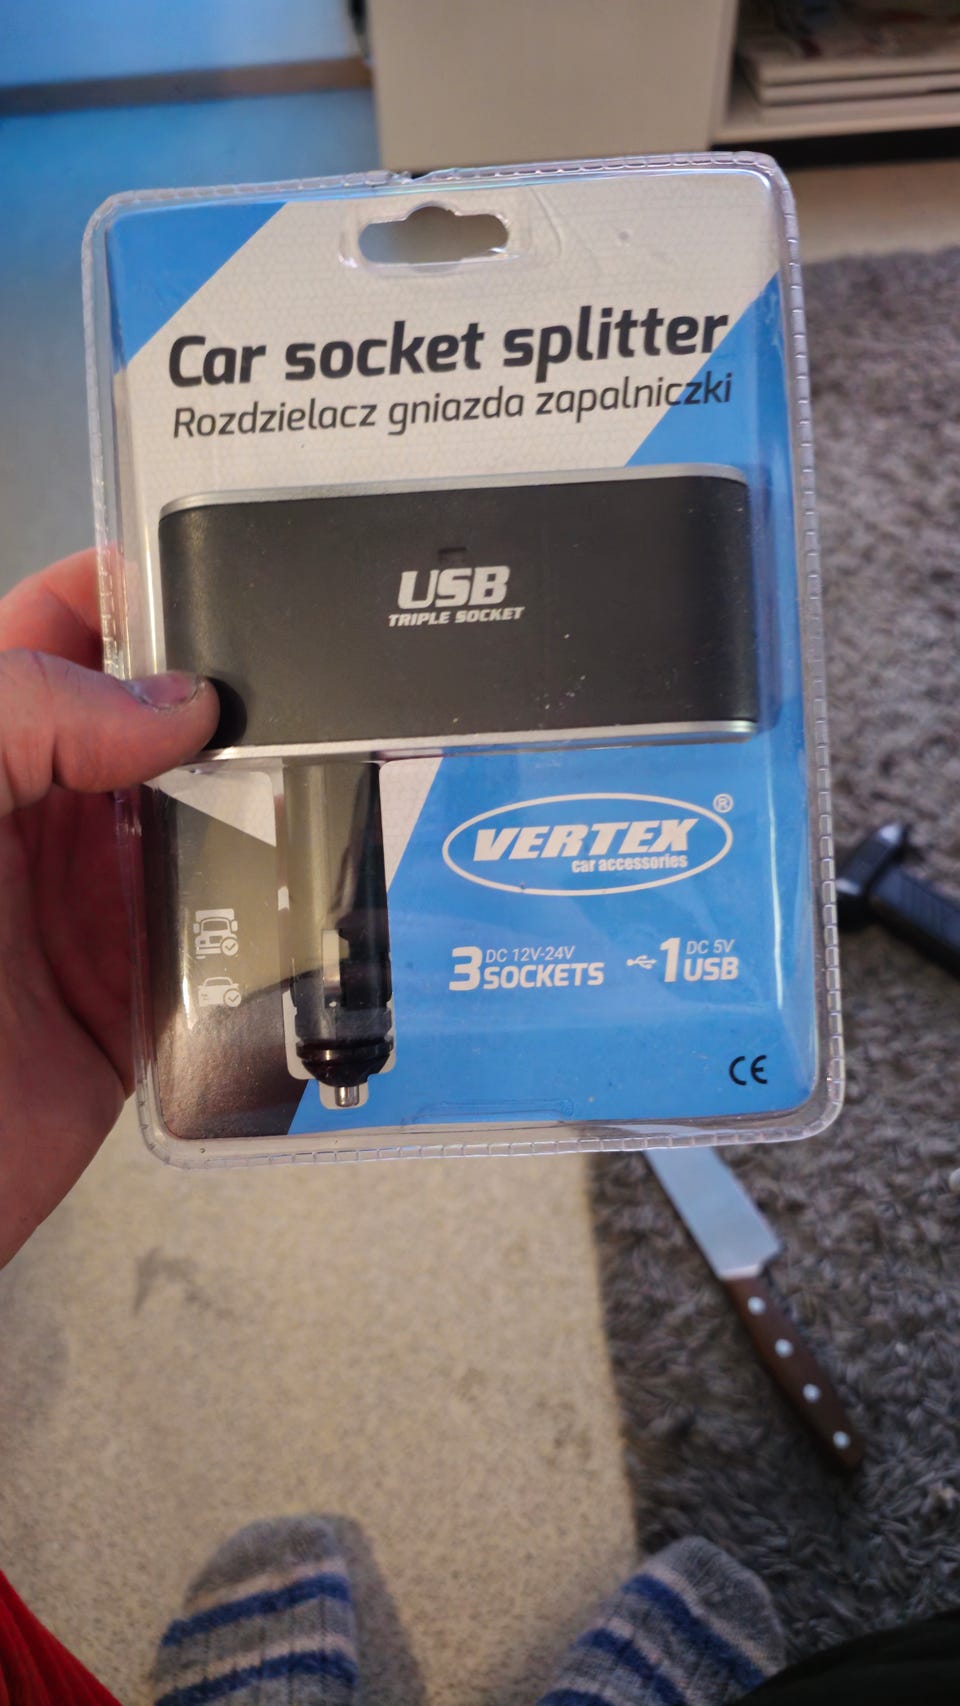 Car socket splitter
Rozdzielacz gniazda zapalniczki
USB
TRIPLE SOCKET
VERTEX ®
car accessories
3 DC 12V-24V
SOCKETS
1 DC 5V
USB
CE